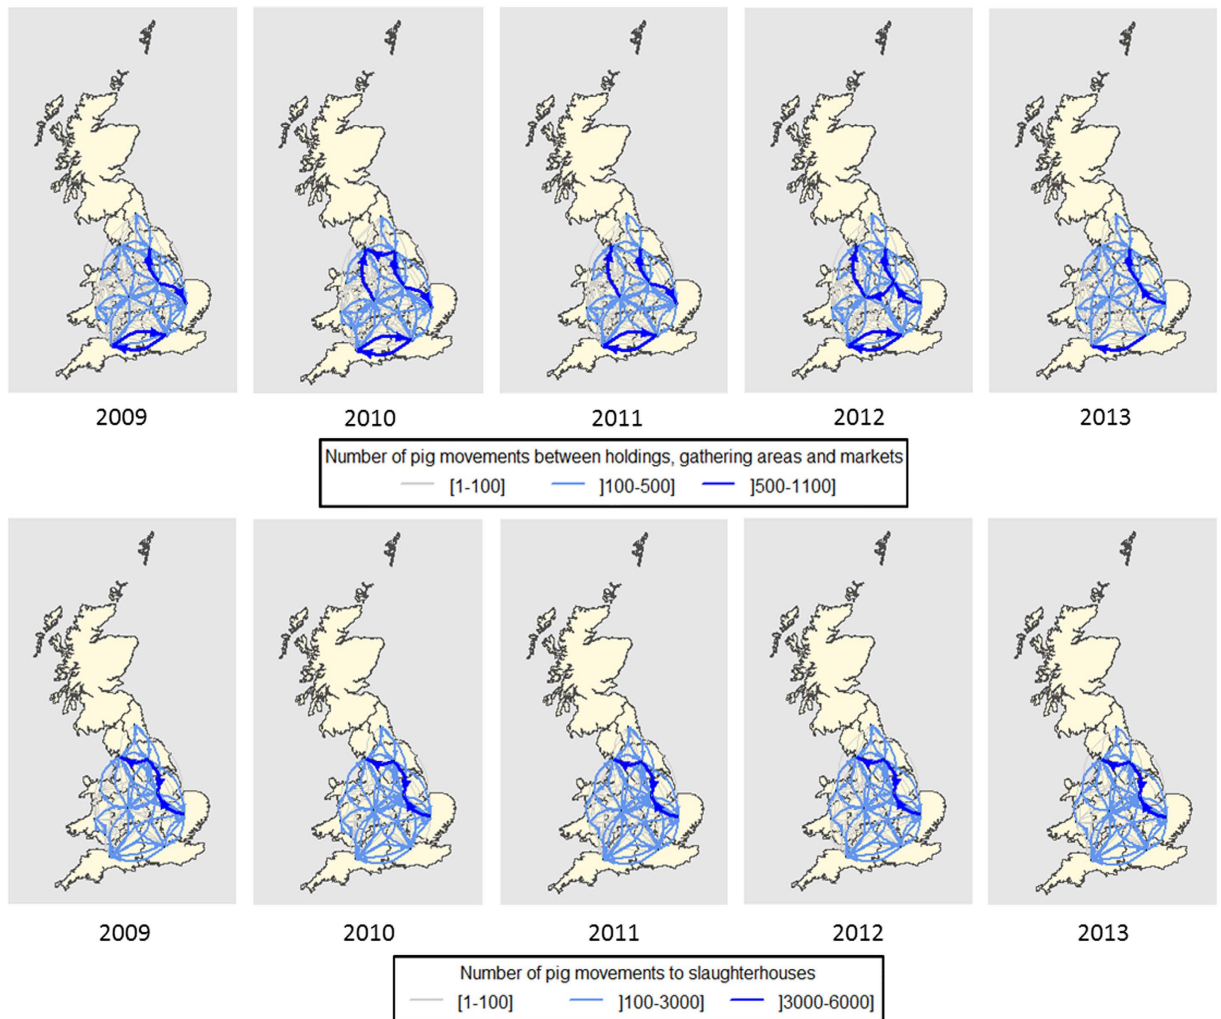 2009 2010 2011 2012 2013
Number of pig movements between holdings, gathering areas and markets
[1-100] ]100-500] ]500-1100]
2009 2010 2011 2012 2013
Number of pig movements to slaughterhouses
[1-100] ]100-3000] ]3000-6000]